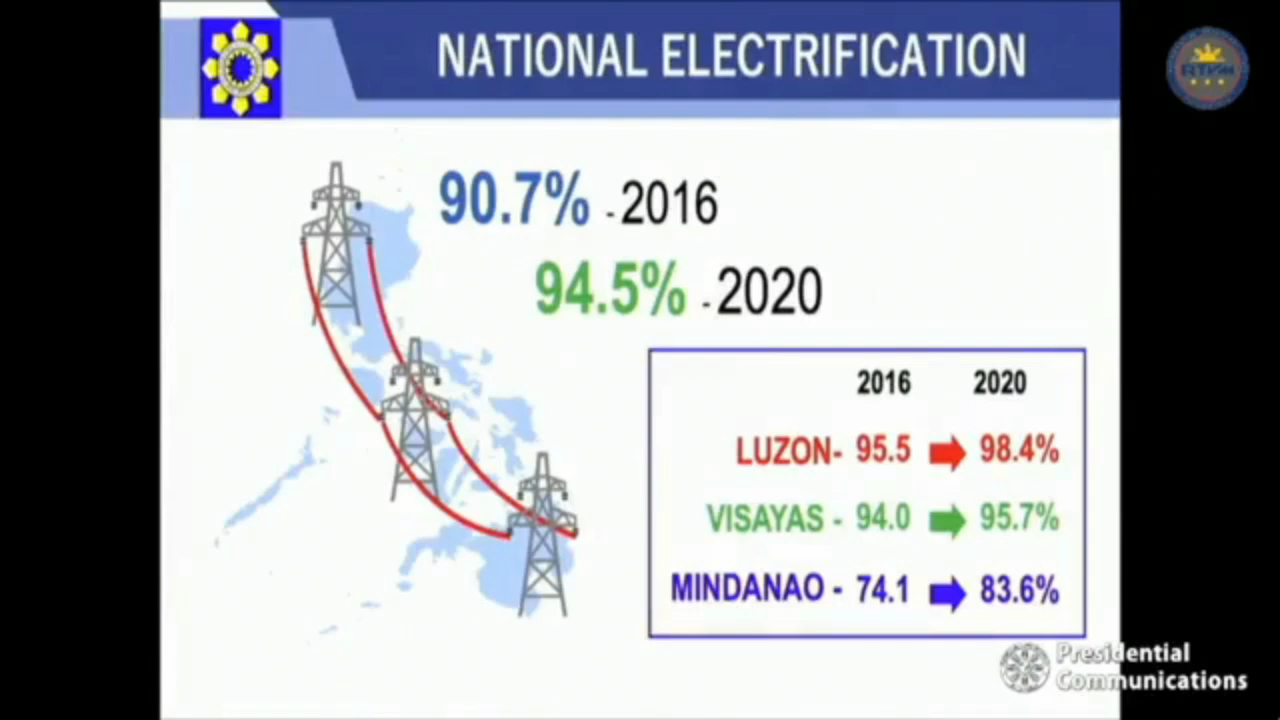 NATIONAL ELECTRIFICATION
RTVM
90.7% - 2016
94.5% - 2020
2016 2020
LUZON- 95.5 98.4%
VISAYAS - 94.0 95.7%
MINDANAO - 74.1 83.6%
Presidential
Communications